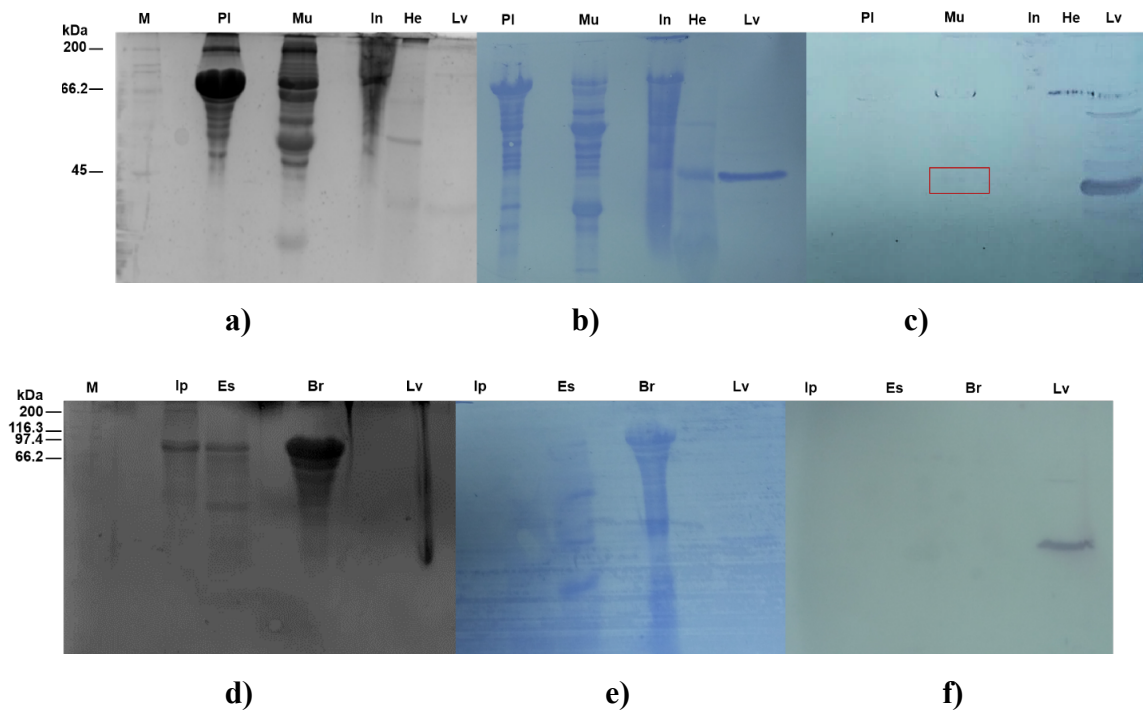 kDa M Pl Mu In He Lv Pl Mu In He Lv Pl Mu In He Lv
200
66.2
45
a) b) c)
kDa M Ip Es Br Lv Ip Es Br Lv Ip Es Br Lv
200
116.3
97.4
66.2
d) e) f)